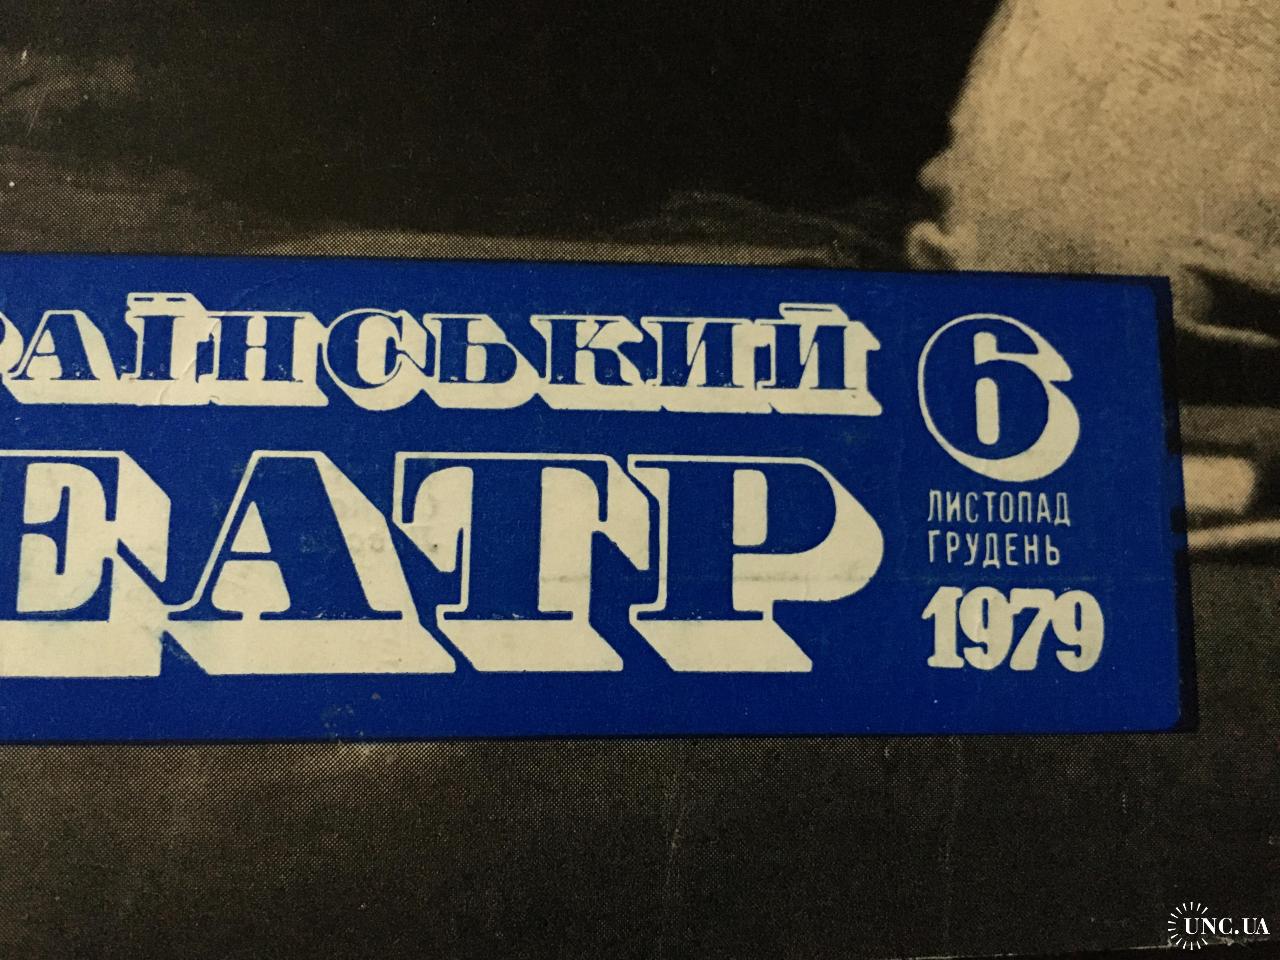 РАЇНСЬКИЙ
ЕАТР
6
ЛИСТОПАД
ГРУДЕНЬ
1979
UNC.UA